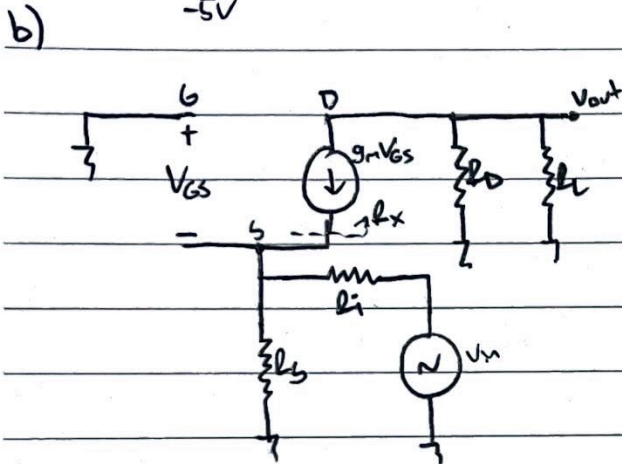 -5V
b)
G D Vout
+
gmVGS
VGS RD RL
Rx
- S
Ri
RS Vin